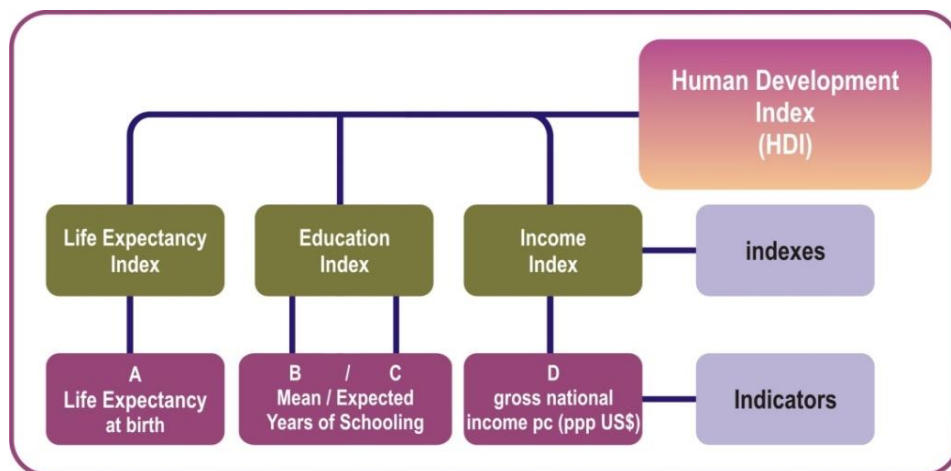 Human Development
Index
(HDI)
Life Expectancy
Index
Education
Index
Income
Index
indexes
A
Life Expectancy
at birth
B / C
Mean / Expected
Years of Schooling
D
gross national
income pc (ppp US$)
Indicators